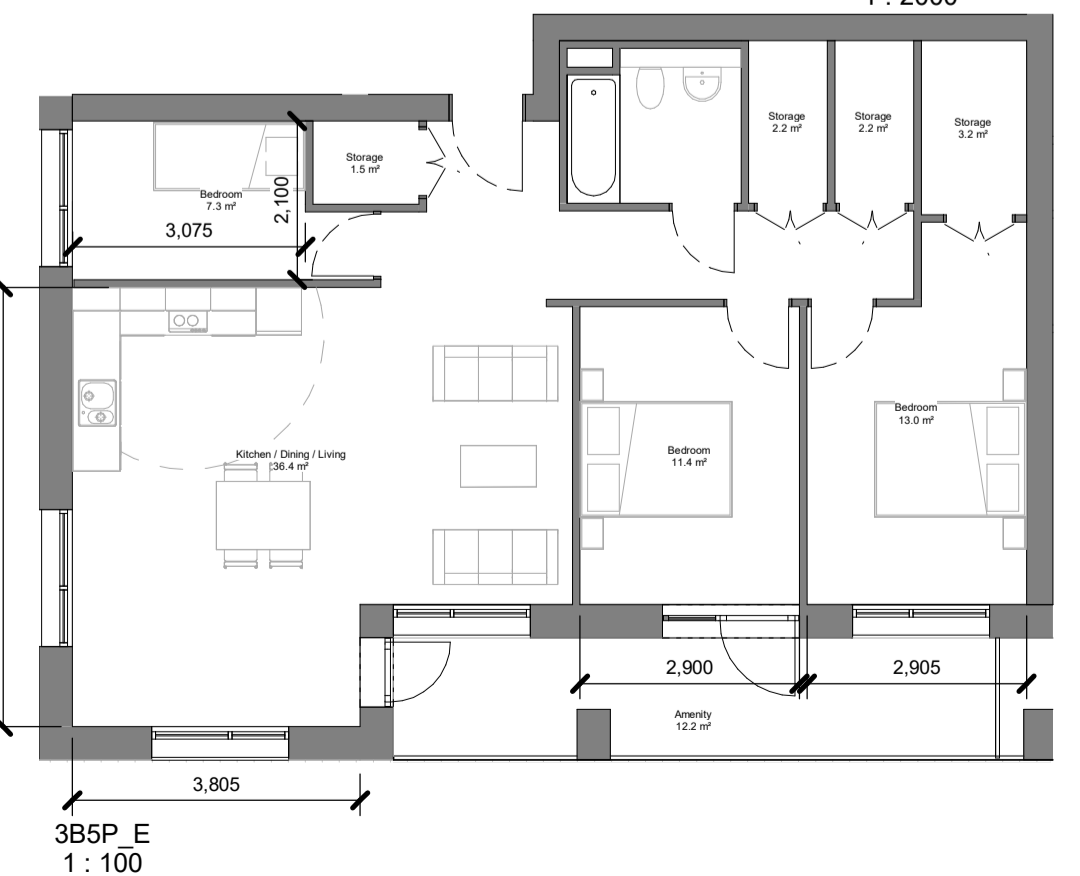 Storage
2.2 m²
Storage
2.2 m²
Storage
3.2 m²
Storage
1.5 m²
Bedroom
7.3 m²
2,100
3,075
Kitchen / Dining / Living
36.4 m²
Bedroom
11.4 m²
Bedroom
13.0 m²
2,900
2,905
Amenity
12.2 m²
3,805
3B5P_E
1 : 100